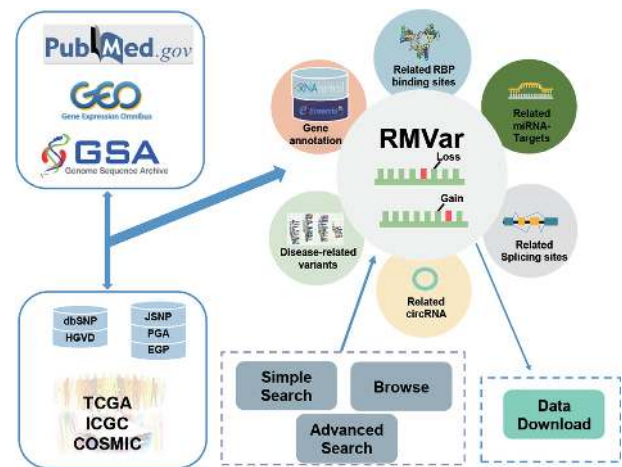 PubMed.gov
GEO
Gene Expression Omnibus
GSA
Genome Sequence Archive
dbSNP
HGVD
JSNP
PGA
EGP
TCGA
ICGC
COSMIC
Related RBP
binding sites
Gene
annotation
Related
miRNA-
Targets
RMVar
Loss
Gain
Disease-related
variants
Related
Splicing sites
Related
circRNA
Simple
Search
Browse
Advanced
Search
Data
Download